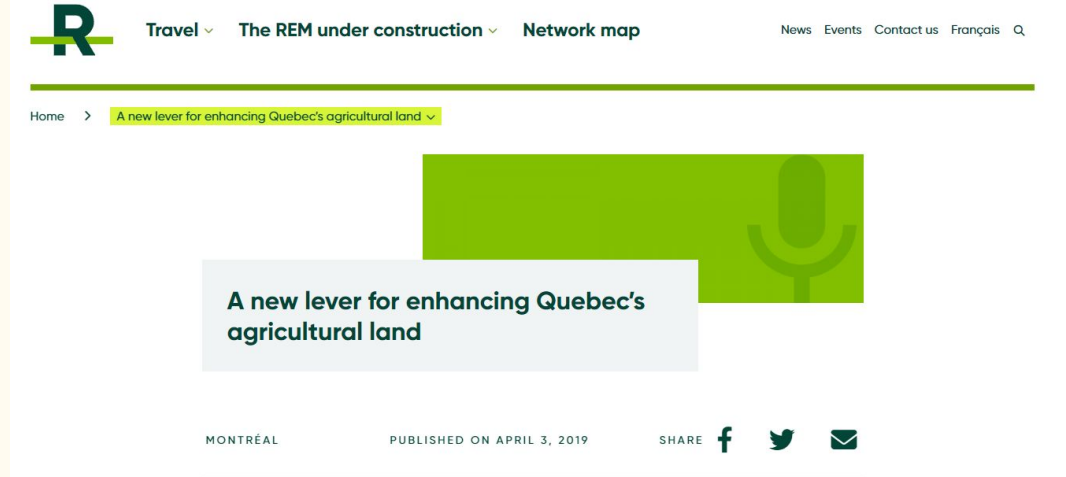 R Travel The REM under construction Network map News Events Contact us Français
Home > A new lever for enhancing Quebec's agricultural land
A new lever for enhancing Quebec's
agricultural land
MONTRÉAL PUBLISHED ON APRIL 3, 2019 SHARE